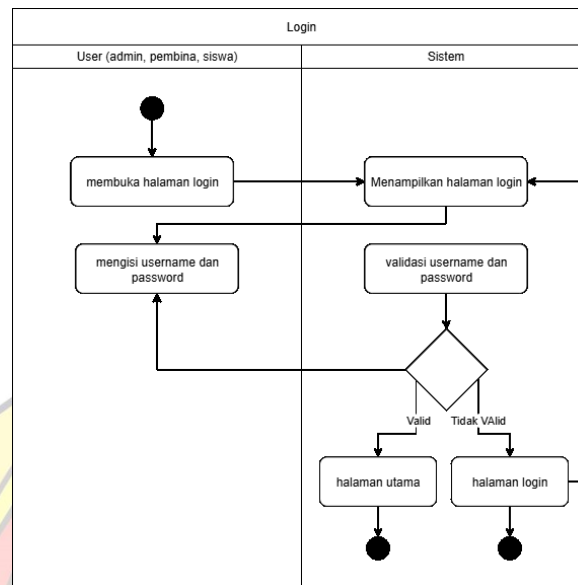 Login
User (admin, pembina, siswa)
Sistem
membuka halaman login
Menampilkan halaman login
mengisi username dan
password
validasi username dan
password
Valid
Tidak VAlid
halaman utama
halaman login